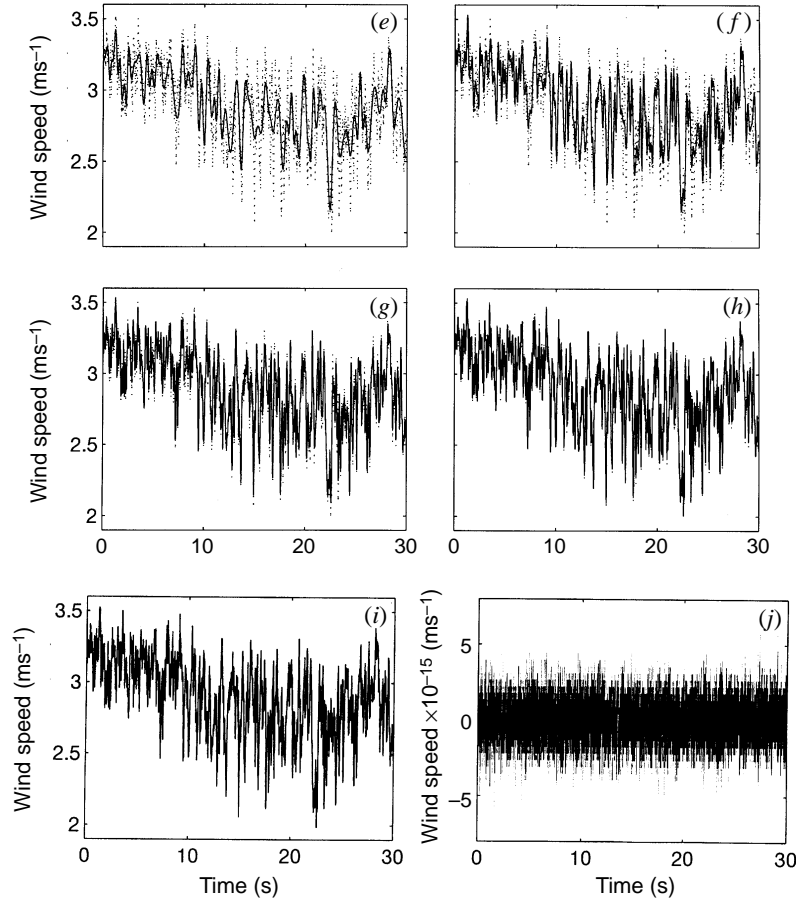 (e)
Wind speed (ms⁻¹)
3.5
3
2.5
2
(f)
(g)
Wind speed (ms⁻¹)
3.5
3
2.5
2
0 10 20 30
(h)
0 10 20 30
(i)
Wind speed (ms⁻¹)
3.5
3
2.5
2
0 10 20 30
Time (s)
(j)
Wind speed ×10⁻¹⁵ (ms⁻¹)
5
0
−5
0 10 20 30
Time (s)